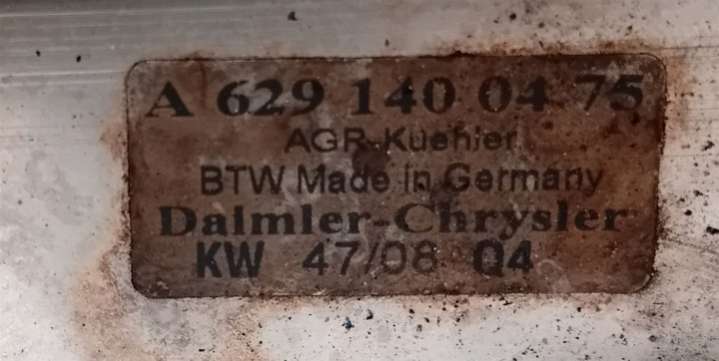 A 629 140 04 75
AGR-Kuehler
BTW Made in Germany
Daimler-Chrysler
KW 47/08 Q4